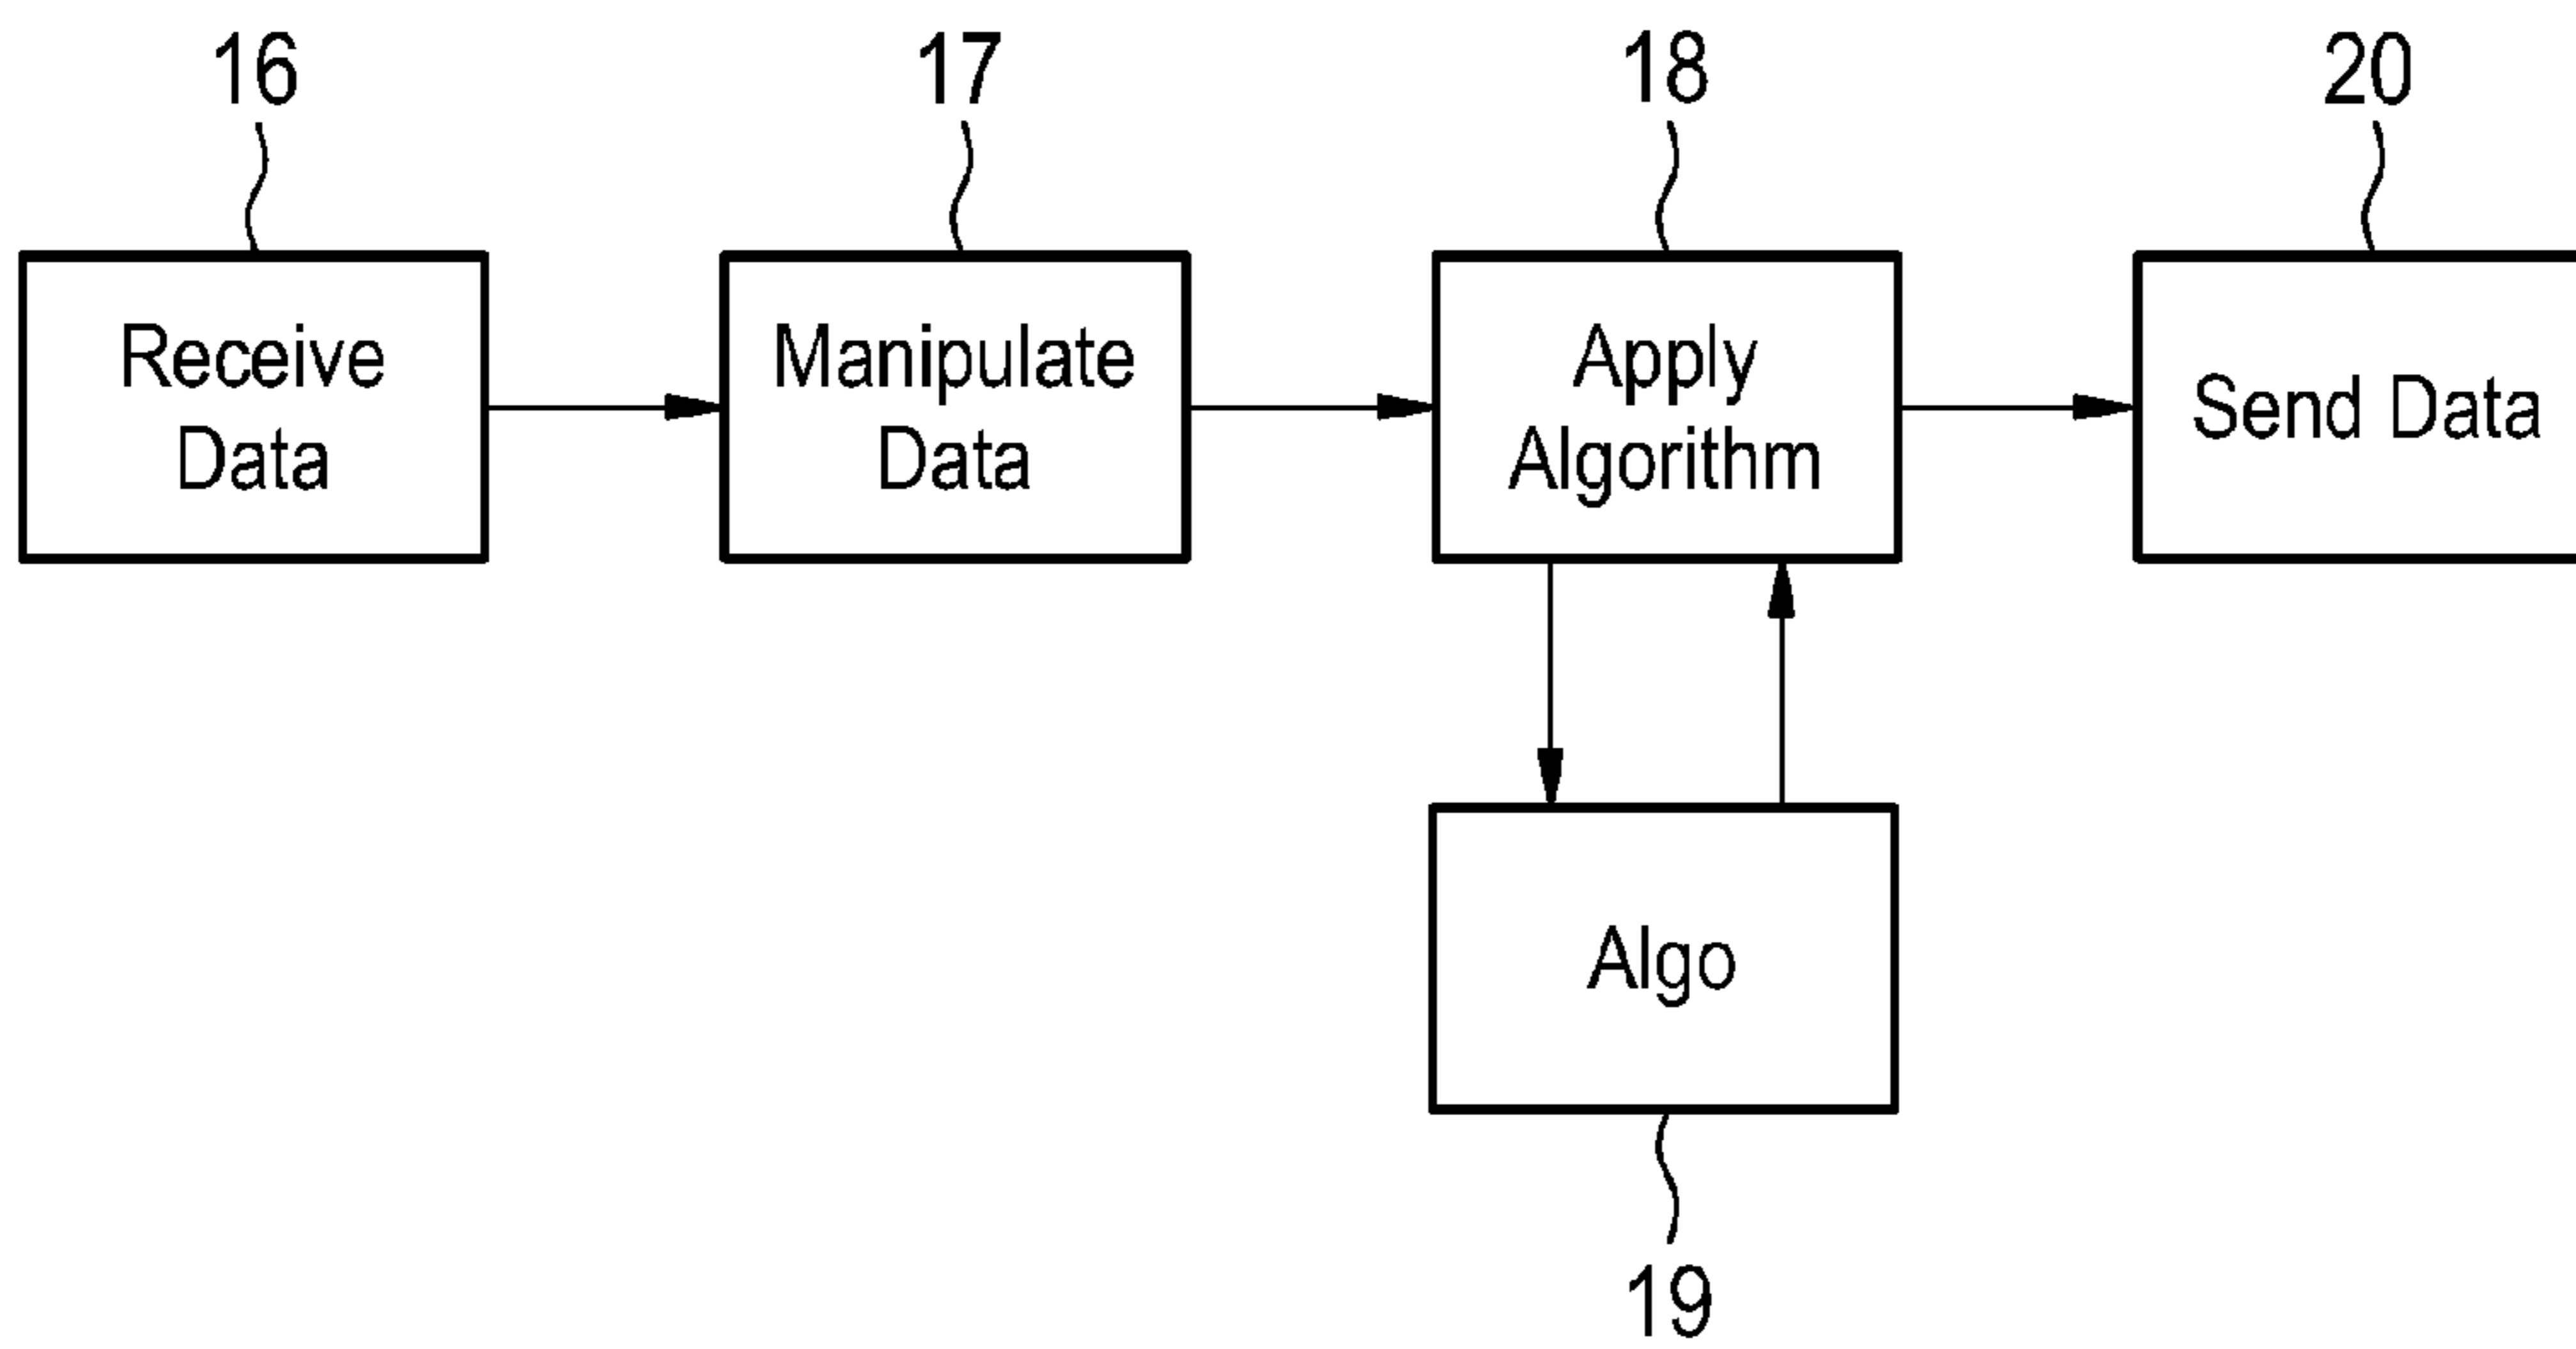 16
17
18
20
Receive
Data
Manipulate
Data
Apply
Algorithm
Send Data
Algo
19